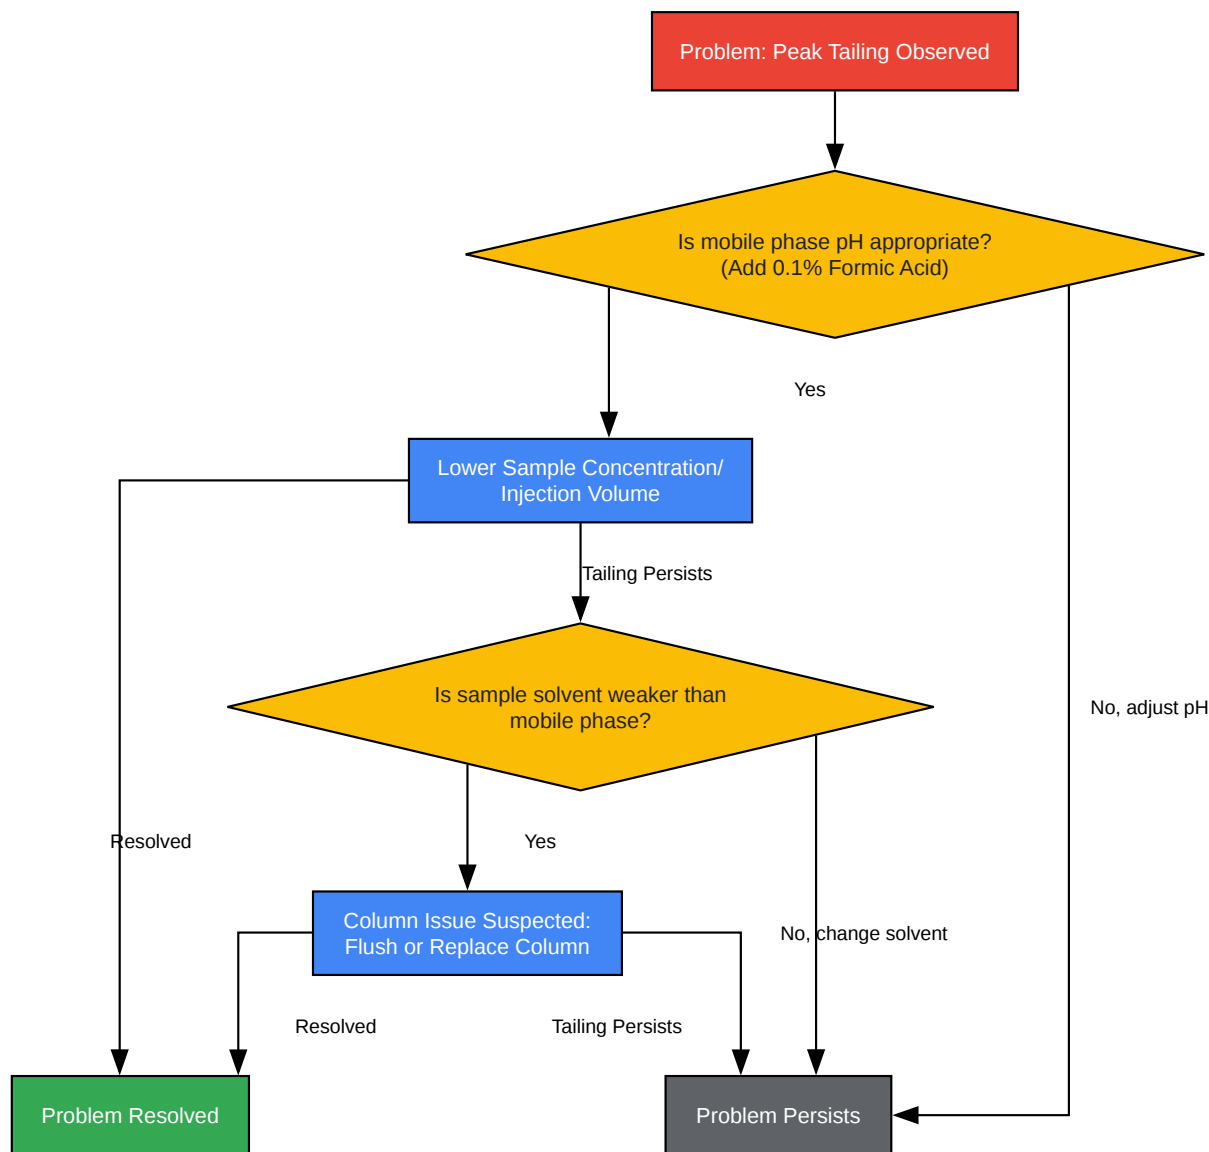 Problem: Peak Tailing Observed
Is mobile phase pH appropriate?
(Add 0.1% Formic Acid)
Yes
Lower Sample Concentration/
Injection Volume
Tailing Persists
Is sample solvent weaker than
mobile phase?
No, adjust pH
Resolved
Yes
Column Issue Suspected:
Flush or Replace Column
No, change solvent
Resolved
Tailing Persists
Problem Resolved
Problem Persists